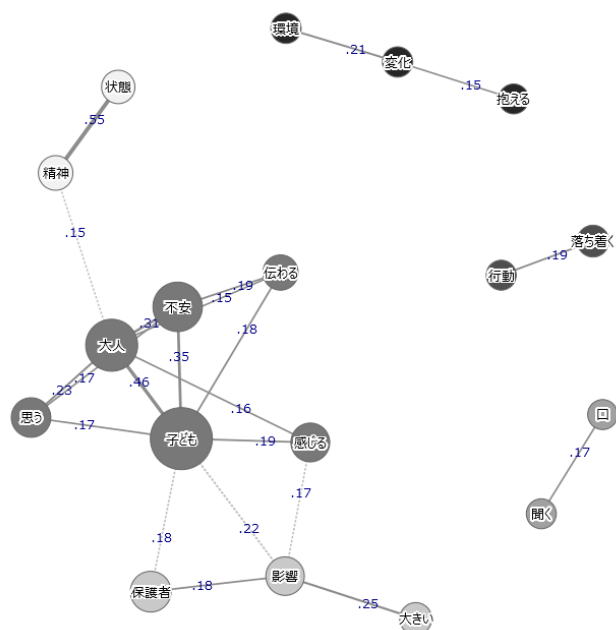 環境
.21
変化
.15
抱える
状態
.55
精神
.15
落ち着く
.19
行動
伝わる
.19
.15
不安
.31
大人
.18
.35
.17
.46
.23
.16
思う
.17
子ども
.19
感じる
回
.17
聞く
.17
.22
.18
影響
.18
保護者
.25
大きい